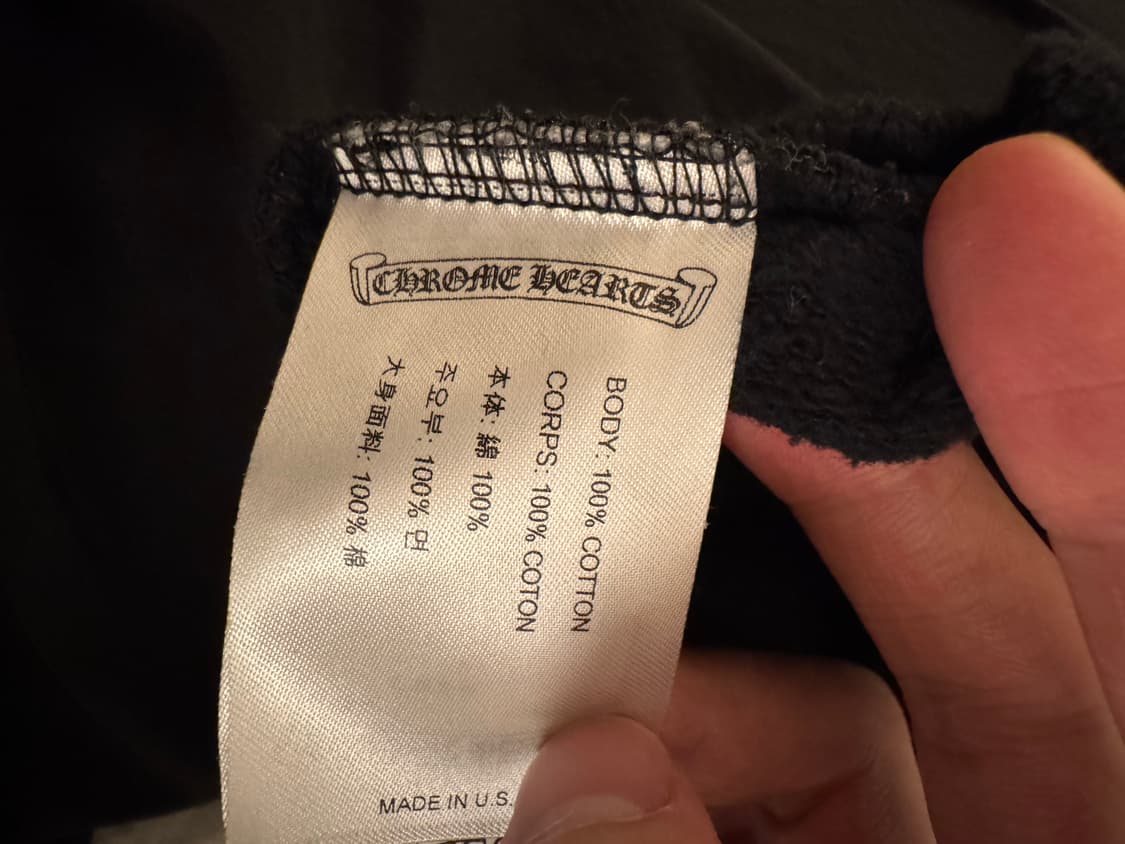 CHROME HEARTS
BODY: 100% COTTON
CORPS: 100% COTON
本体: 綿 100%
주요부: 100% 면
大身面料: 100% 棉
MADE IN U.S.